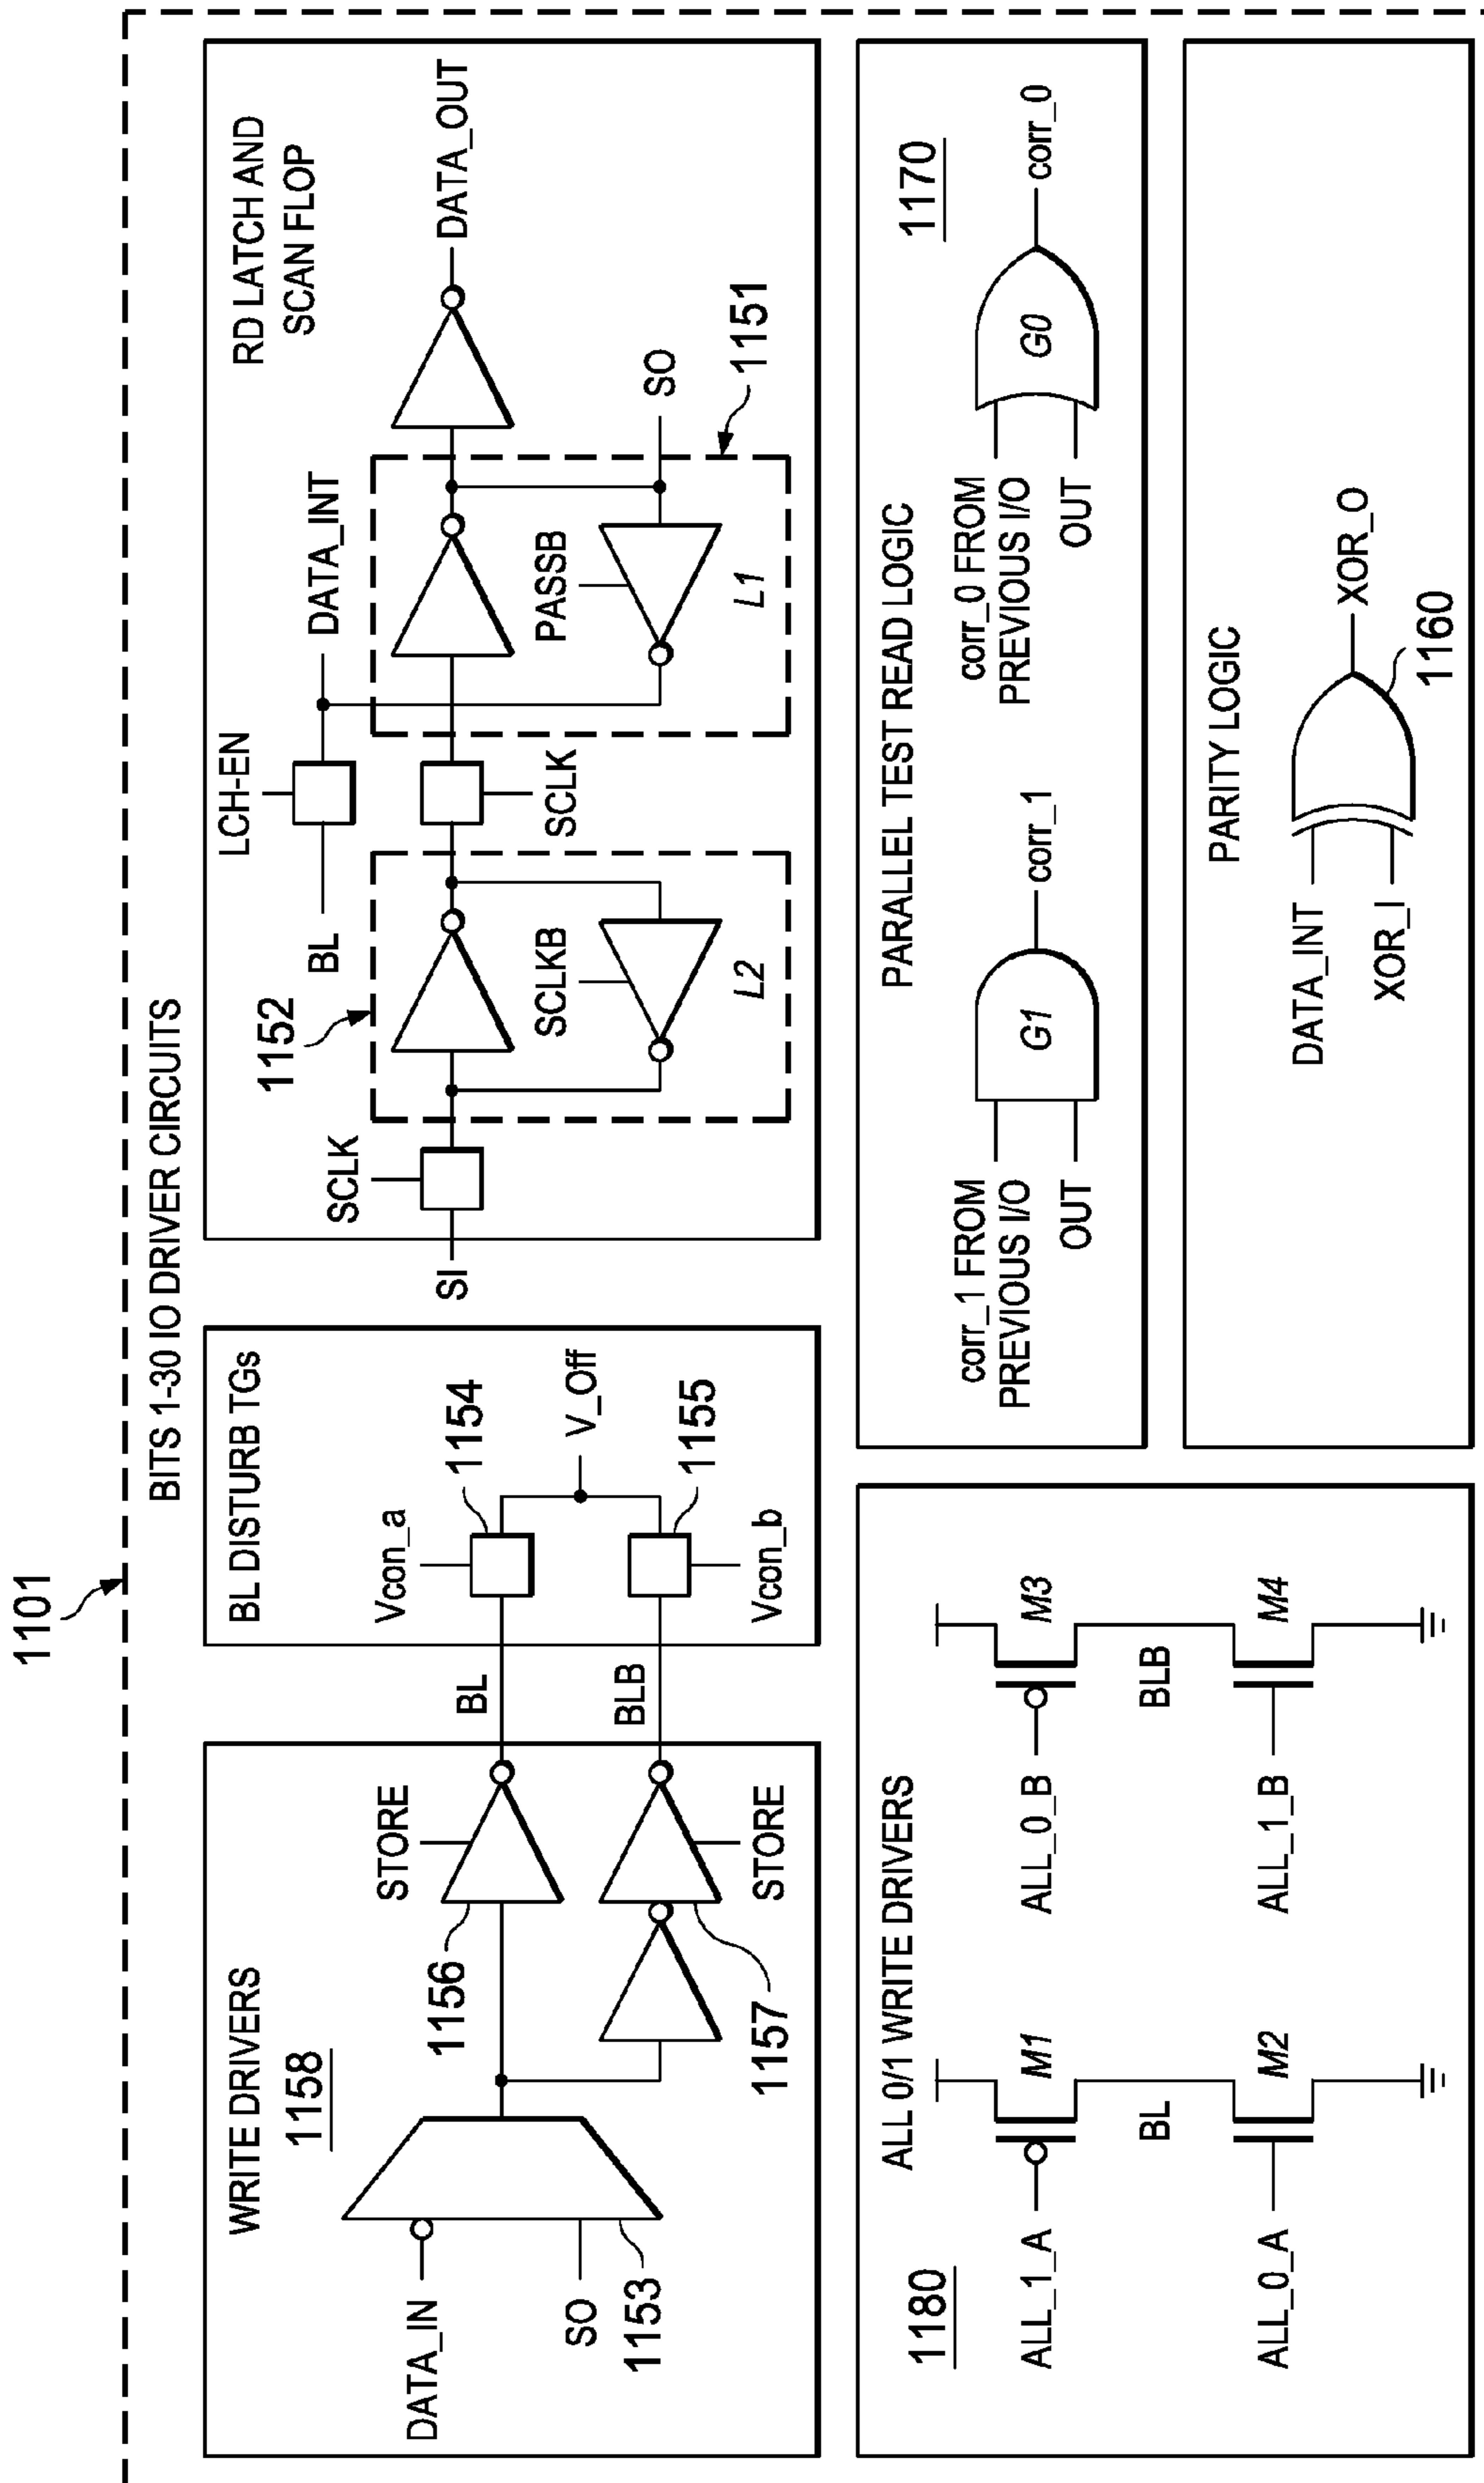 1101
BITS 1-30 IO DRIVER CIRCUITS
WRITE DRIVERS
1158
DATA_IN
SO
1153
1156
1157
STORE
STORE
BL
BLB
BL DISTURB TGs
Vcon_a
1154
V_Off
1155
Vcon_b
RD LATCH AND
SCAN FLOP
SI
SCLK
1152
SCLKB
L2
LCH-EN
BL
DATA_INT
SCLK
PASSB
L1
SO
1151
DATA_OUT
ALL 0/1 WRITE DRIVERS
1180
ALL_1_A
M1
BL
ALL_0_A
M2
ALL_0_B
M3
BLB
ALL_1_B
M4
PARALLEL TEST READ LOGIC
1170
corr_1 FROM
PREVIOUS I/O
OUT
G1
corr_1
corr_0 FROM
PREVIOUS I/O
OUT
G0
corr_0
PARITY LOGIC
DATA_INT
XOR_I
XOR_O
1160